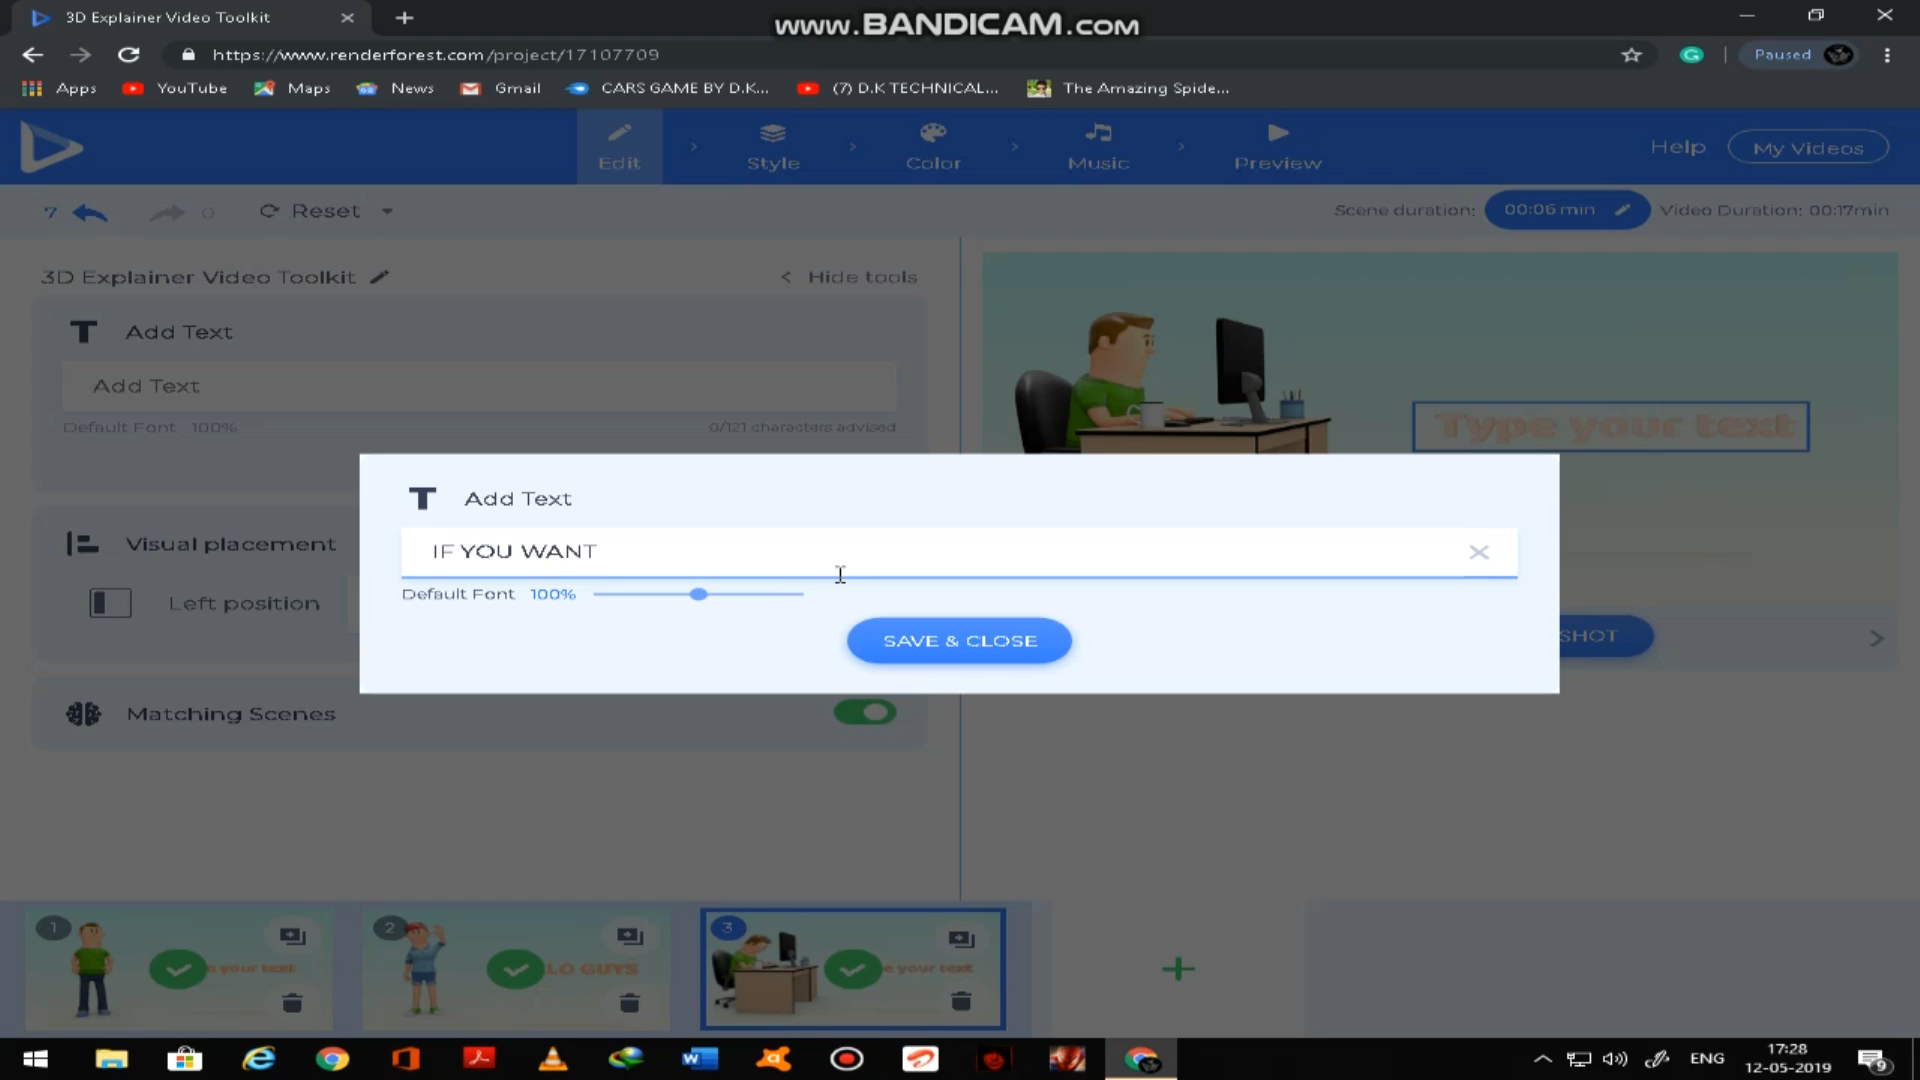 3D Explainer Video Toolkit
www.BANDICAM.com
https://www.renderforest.com/project/17107709
Paused
Apps
YouTube
Maps
News
Gmail
CARS GAME BY D.K...
(7) D.K TECHNICAL...
The Amazing Spide...
Edit
Style
Color
Music
Preview
Help
My Videos
7
0
Reset
Scene duration:
00:06 min
Video Duration: 00:17min
3D Explainer Video Toolkit
Hide tools
Add Text
Add Text
Default Font 100%
0/121 characters advised
Type your text
Add Text
IF YOU WANT
Default Font 100%
SAVE & CLOSE
Visual placement
Left position
SHOT
Matching Scenes
1
e your text
2
LO GUYS
3
e your text
ENG
17:28
12-05-2019
9